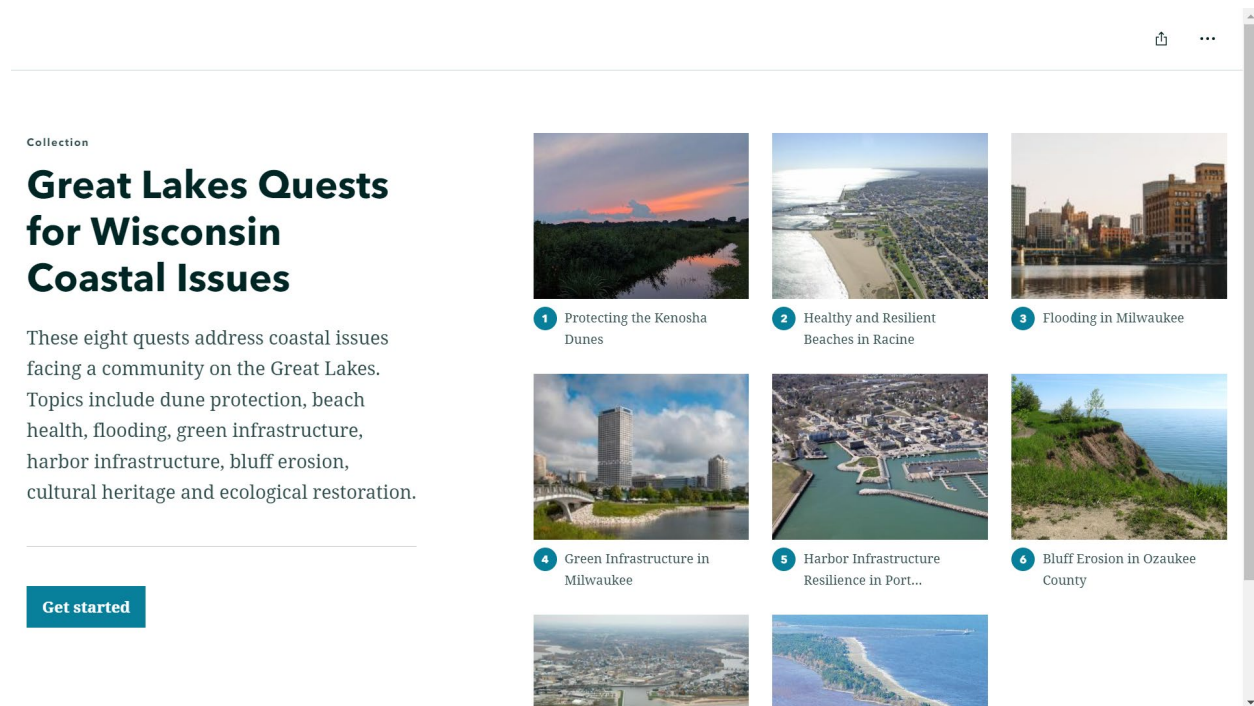 Collection
Great Lakes Quests
for Wisconsin
Coastal Issues
These eight quests address coastal issues
facing a community on the Great Lakes.
Topics include dune protection, beach
health, flooding, green infrastructure,
harbor infrastructure, bluff erosion,
cultural heritage and ecological restoration.
Get started
1 Protecting the Kenosha
Dunes
2 Healthy and Resilient
Beaches in Racine
3 Flooding in Milwaukee
4 Green Infrastructure in
Milwaukee
5 Harbor Infrastructure
Resilience in Port...
6 Bluff Erosion in Ozaukee
County